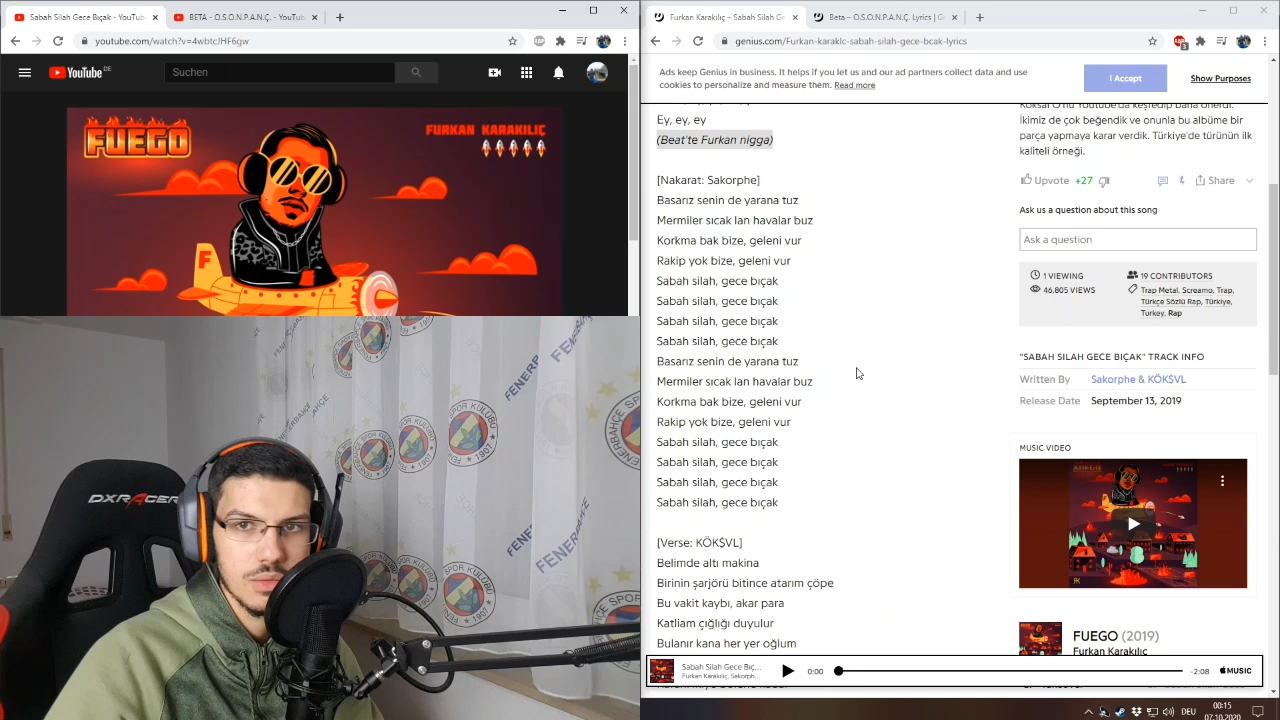 Sabah Silah Gece Bıçak - YouTub
BETA - O.S.O.N.P.A.N.Ç. - YouTub
youtube.com/watch?v=4wbtcJHF6gw
YouTube DE
Suchen
FUEGO
FURKAN KARAKILIÇ
F
FENERBAHÇE
SPOR KULÜBÜ
1907
DXRACER
Furkan Karakılıç – Sabah Silah Ge
Beta – O.S.O.N.P.A.N.Ç. Lyrics | G
genius.com/Furkan-karaklc-sabah-silah-gece-bcak-lyrics
3
Ads keep Genius in business. It helps if you let us and our ad partners collect data and use
cookies to personalize and measure them. Read more
I Accept
Show Purposes
Ey, ey, ey
(Beat'te Furkan nigga)
[Nakarat: Sakorphe]
Basarız senin de yarana tuz
Mermiler sıcak lan havalar buz
Korkma bak bize, geleni vur
Rakip yok bize, geleni vur
Sabah silah, gece bıçak
Sabah silah, gece bıçak
Sabah silah, gece bıçak
Sabah silah, gece bıçak
Basarız senin de yarana tuz
Mermiler sıcak lan havalar buz
Korkma bak bize, geleni vur
Rakip yok bize, geleni vur
Sabah silah, gece bıçak
Sabah silah, gece bıçak
Sabah silah, gece bıçak
Sabah silah, gece bıçak
[Verse: KÖK$VL]
Belimde altı makina
Birinin şarjörü bitince atarım çöpe
Bu vakit kaybı, akar para
Katliam çığlığı duyulur
Bulanır kana her yer oğlum
Köksal O'nu Youtube'da keşfedip bana önerdi.
İkimiz de çok beğendik ve onunla bu albüme bir
parça yapmaya karar verdik. Türkiye'de türünün ilk
kaliteli örneği.
Upvote +27
Share
Ask us a question about this song
Ask a question
1 VIEWING
46,805 VIEWS
19 CONTRIBUTORS
Trap Metal, Screamo, Trap,
Türkçe Sözlü Rap, Türkiye,
Turkey, Rap
"SABAH SILAH GECE BIÇAK" TRACK INFO
Written By Sakorphe & KÖK$VL
Release Date September 13, 2019
MUSIC VIDEO
FUEGO (2019)
Furkan Karakılıç
Sabah Silah Gece Bıç...
Furkan Karakılıç, Sakorph...
0:00
-2:08
MUSIC
DEU
00:15
07.10.2020